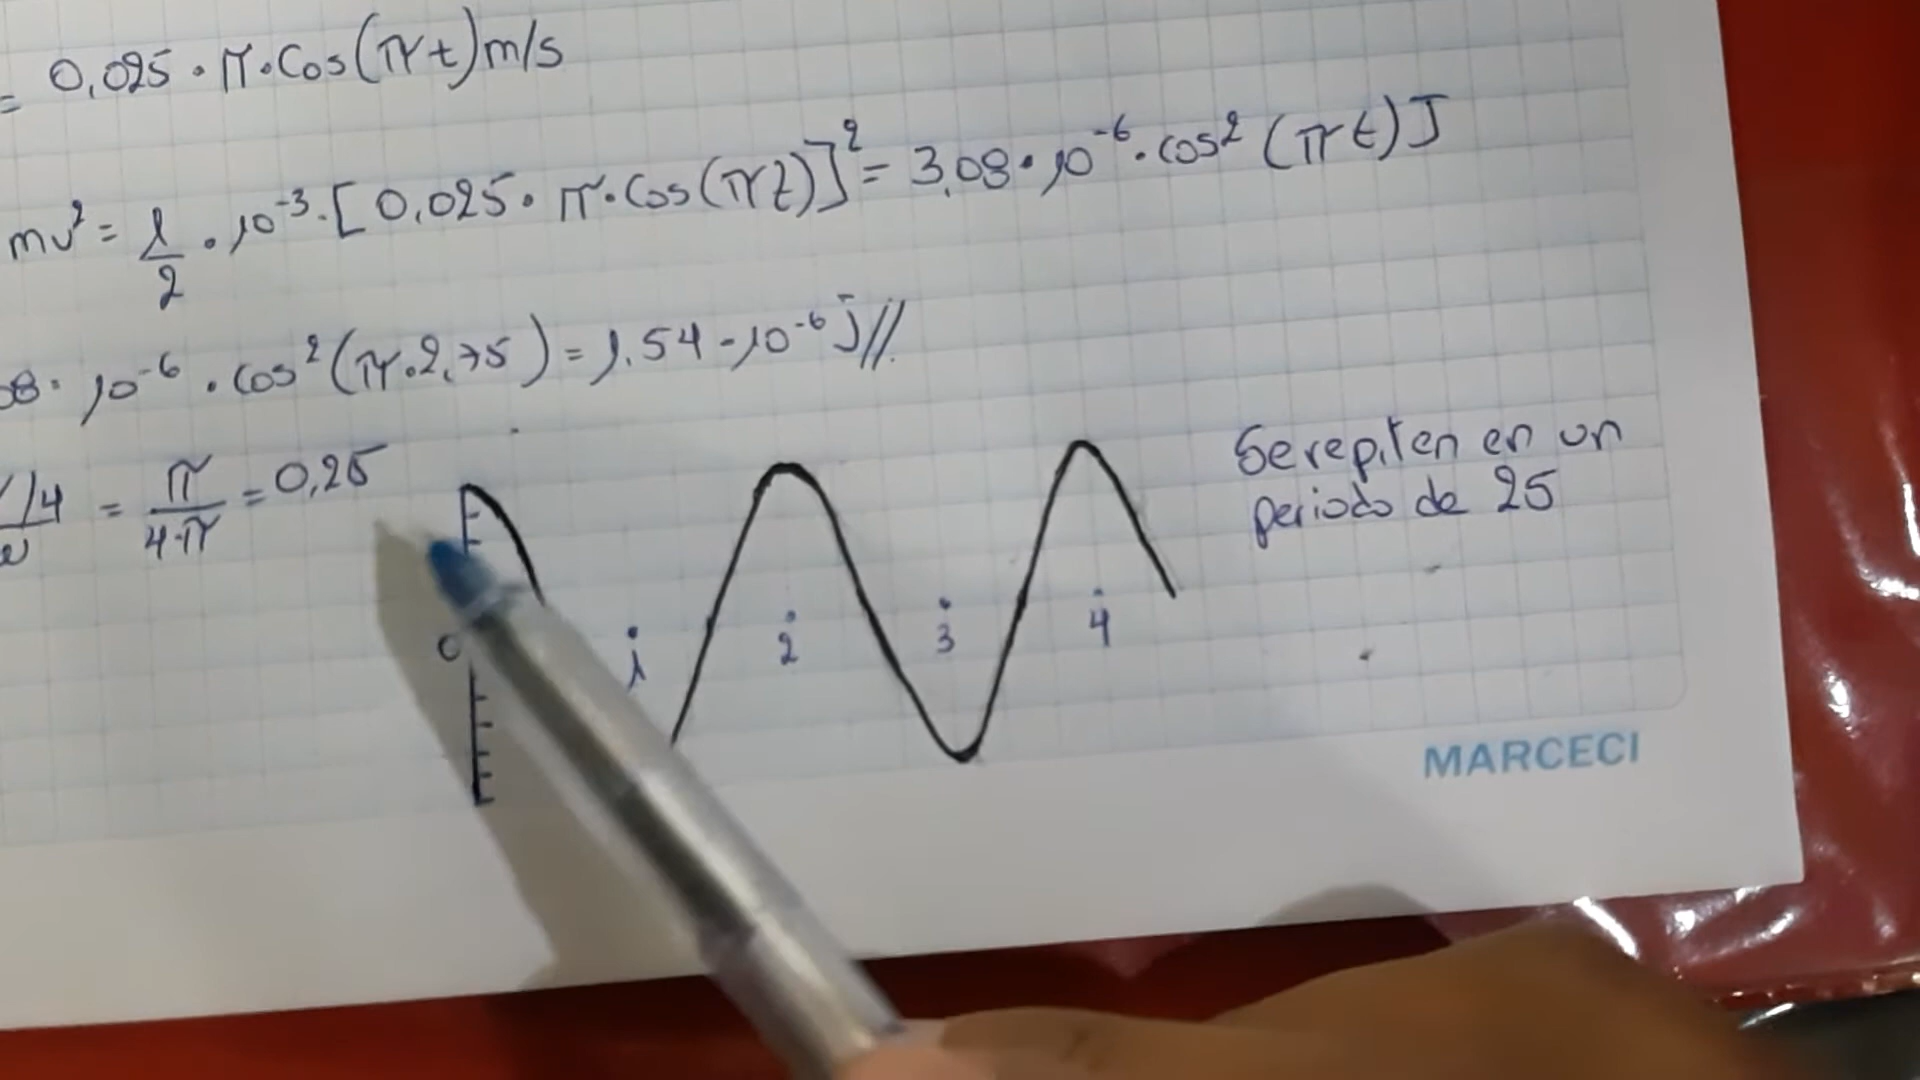 = 0,025 · π · Cos(πt) m/s
mv² = 1/2 · 10⁻³ · [0,025 · π · Cos(πt)]² = 3,08 · 10⁻⁶ · cos² (πt) J
08 · 10⁻⁶ · cos² (π · 2,75) = 1.54 · 10⁻⁶ J//
/4 = π/4·π = 0,25
Se repiten en un
periodo de 2s
0 1 2 3 4
MARCECI